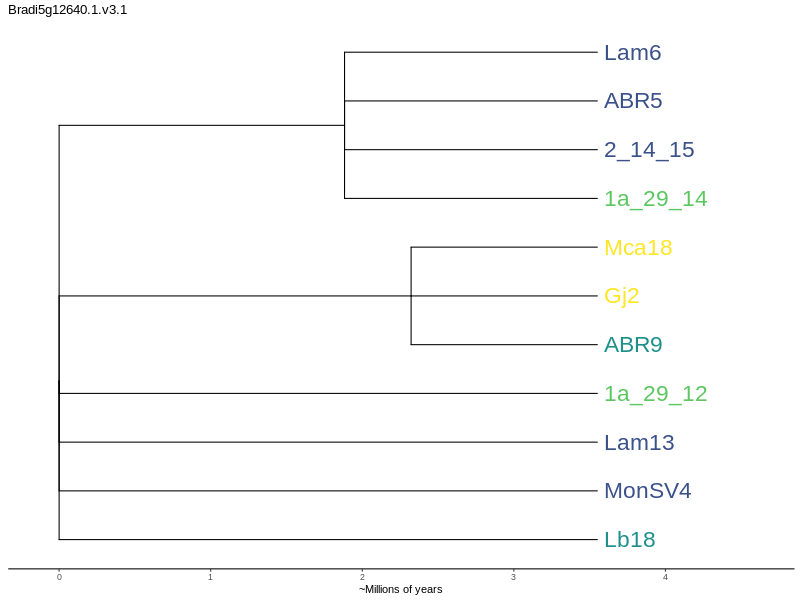 Bradi5g12640.1.v3.1
Lam6
ABR5
2_14_15
1a_29_14
Mca18
Gj2
ABR9
1a_29_12
Lam13
MonSV4
Lb18
0 1 2 3 4
~Millions of years